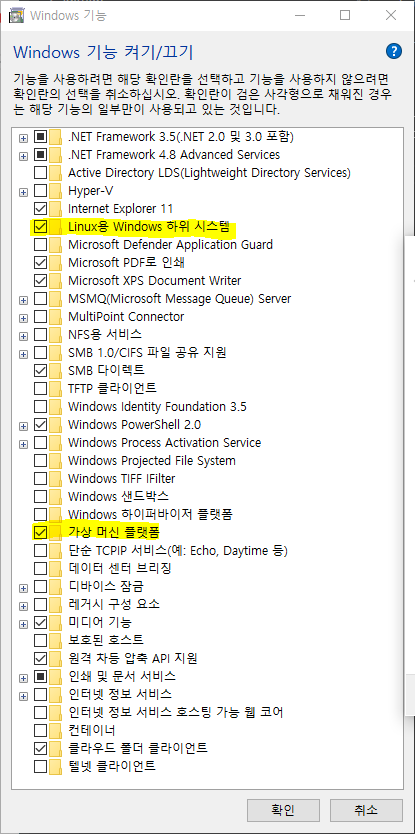 Windows 기능
Windows 기능 켜기/끄기
기능을 사용하려면 해당 확인란을 선택하고 기능을 사용하지 않으려면
확인란의 선택을 취소하십시오. 확인란이 검은 사각형으로 채워진 경우
는 해당 기능의 일부만이 사용되고 있는 것입니다.
.NET Framework 3.5(.NET 2.0 및 3.0 포함)
.NET Framework 4.8 Advanced Services
Active Directory LDS(Lightweight Directory Services)
Hyper-V
Internet Explorer 11
Linux용 Windows 하위 시스템
Microsoft Defender Application Guard
Microsoft PDF로 인쇄
Microsoft XPS Document Writer
MSMQ(Microsoft Message Queue) Server
MultiPoint Connector
NFS용 서비스
SMB 1.0/CIFS 파일 공유 지원
SMB 다이렉트
TFTP 클라이언트
Windows Identity Foundation 3.5
Windows PowerShell 2.0
Windows Process Activation Service
Windows Projected File System
Windows TIFF IFilter
Windows 샌드박스
Windows 하이퍼바이저 플랫폼
가상 머신 플랫폼
단순 TCPIP 서비스(예: Echo, Daytime 등)
데이터 센터 브리징
디바이스 잠금
레거시 구성 요소
미디어 기능
보호된 호스트
원격 차등 압축 API 지원
인쇄 및 문서 서비스
인터넷 정보 서비스
인터넷 정보 서비스 호스팅 가능 웹 코어
컨테이너
클라우드 폴더 클라이언트
텔넷 클라이언트
확인
취소